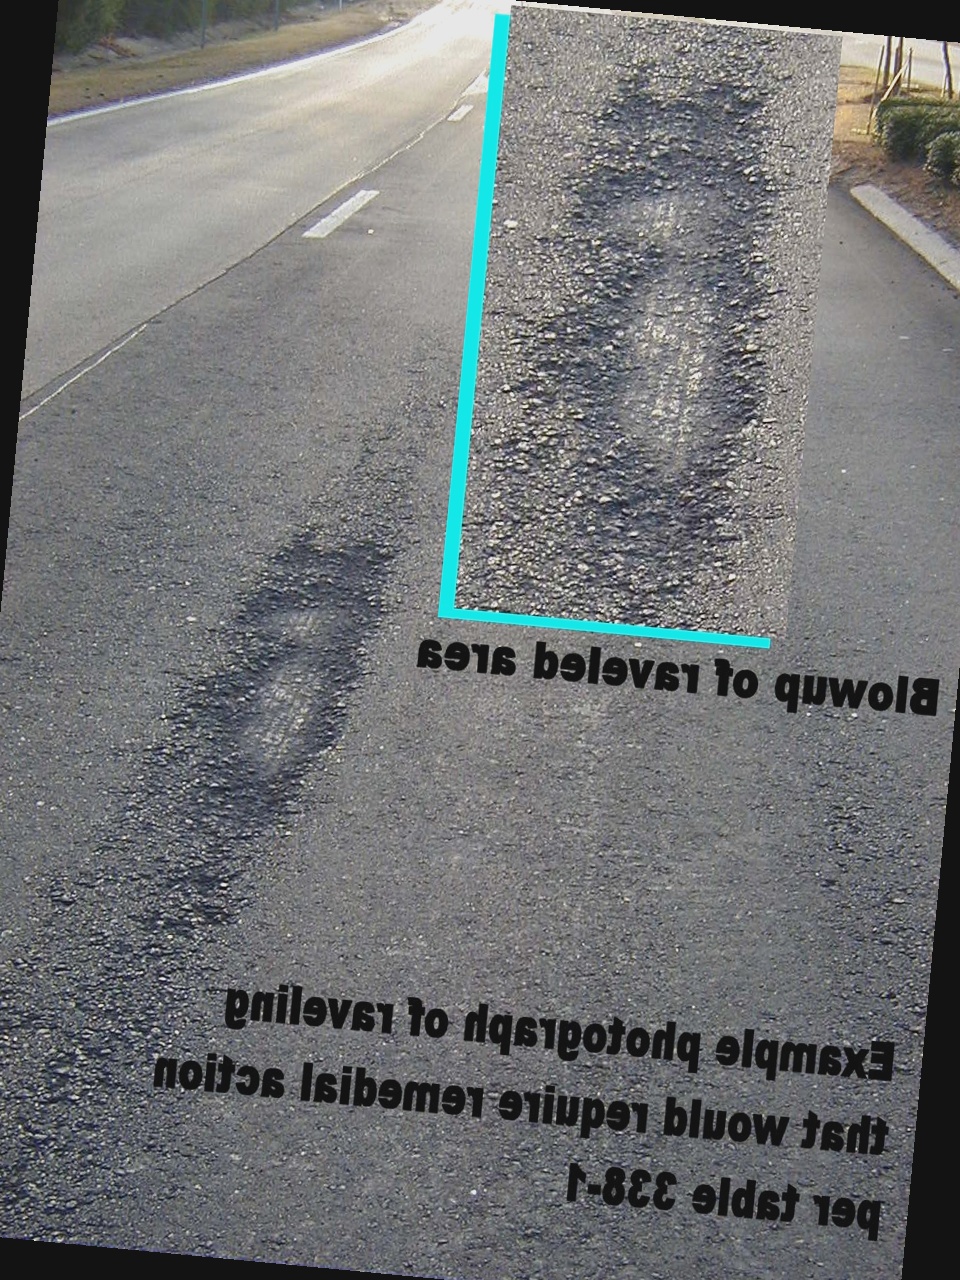 Blowup of raveled area
Example photograph of raveling
that would require remedial action
per table 338-1